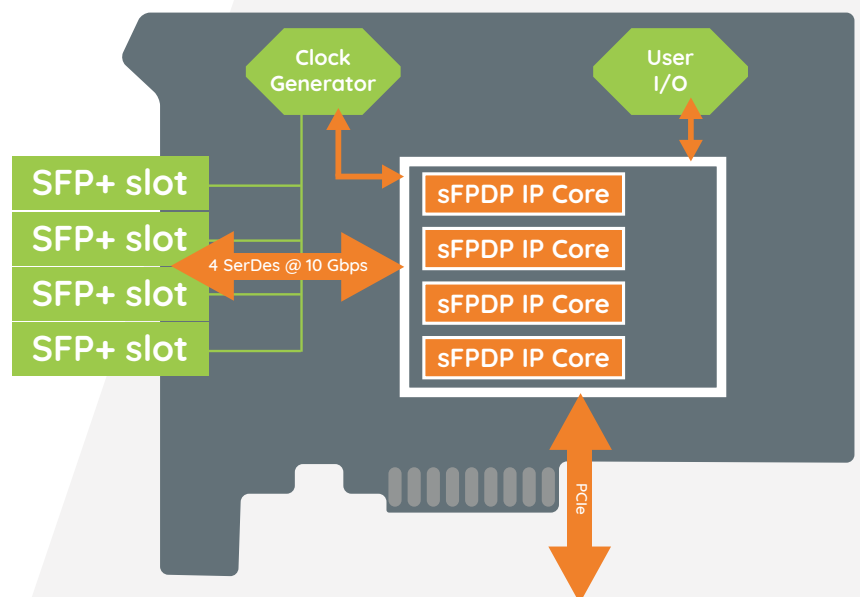 Clock
Generator
User
I/O
SFP+ slot
SFP+ slot
SFP+ slot
SFP+ slot
4 SerDes @ 10 Gbps
sFPDP IP Core
sFPDP IP Core
sFPDP IP Core
sFPDP IP Core
PCIe